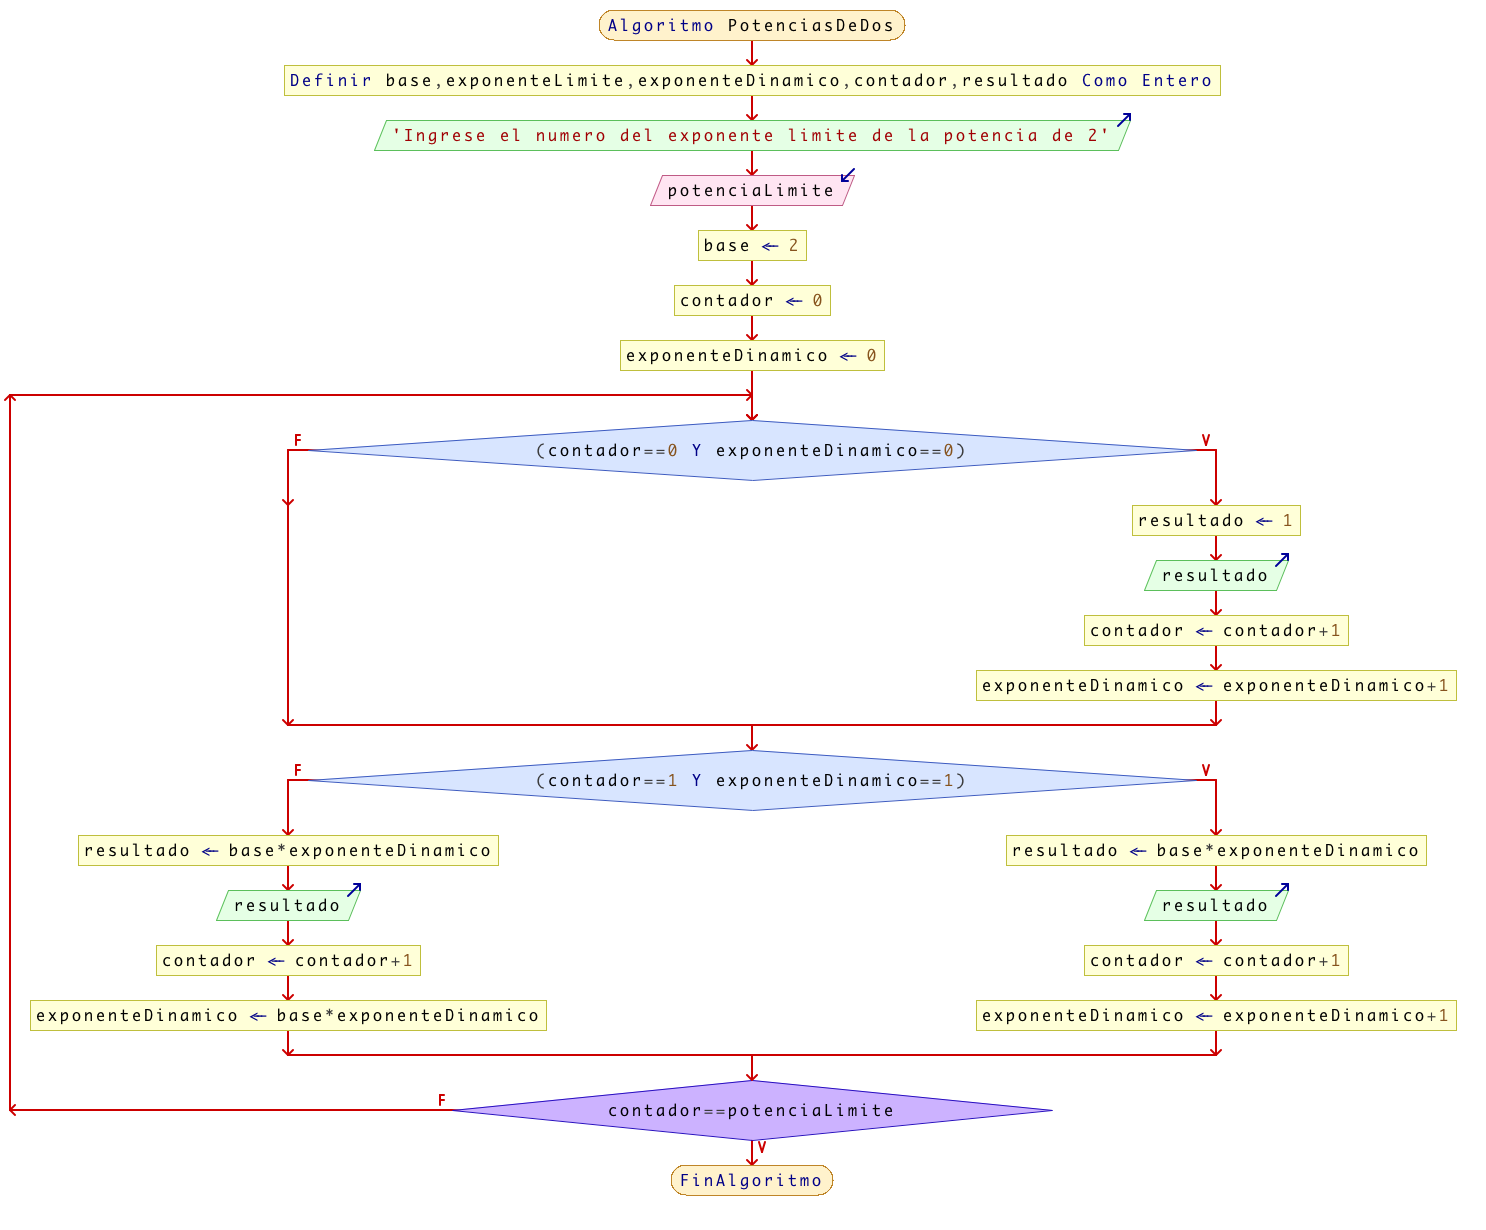 Algoritmo PotenciasDeDos
Definir base,exponenteLimite,exponenteDinamico,contador,resultado Como Entero
'Ingrese el numero del exponente limite de la potencia de 2'
potenciaLimite
base ← 2
contador ← 0
exponenteDinamico ← 0
F
V
(contador==0 Y exponenteDinamico==0)
resultado ← 1
resultado
contador ← contador+1
exponenteDinamico ← exponenteDinamico+1
F
V
(contador==1 Y exponenteDinamico==1)
resultado ← base*exponenteDinamico
resultado
contador ← contador+1
exponenteDinamico ← base*exponenteDinamico
resultado ← base*exponenteDinamico
resultado
contador ← contador+1
exponenteDinamico ← exponenteDinamico+1
F
contador==potenciaLimite
V
FinAlgoritmo